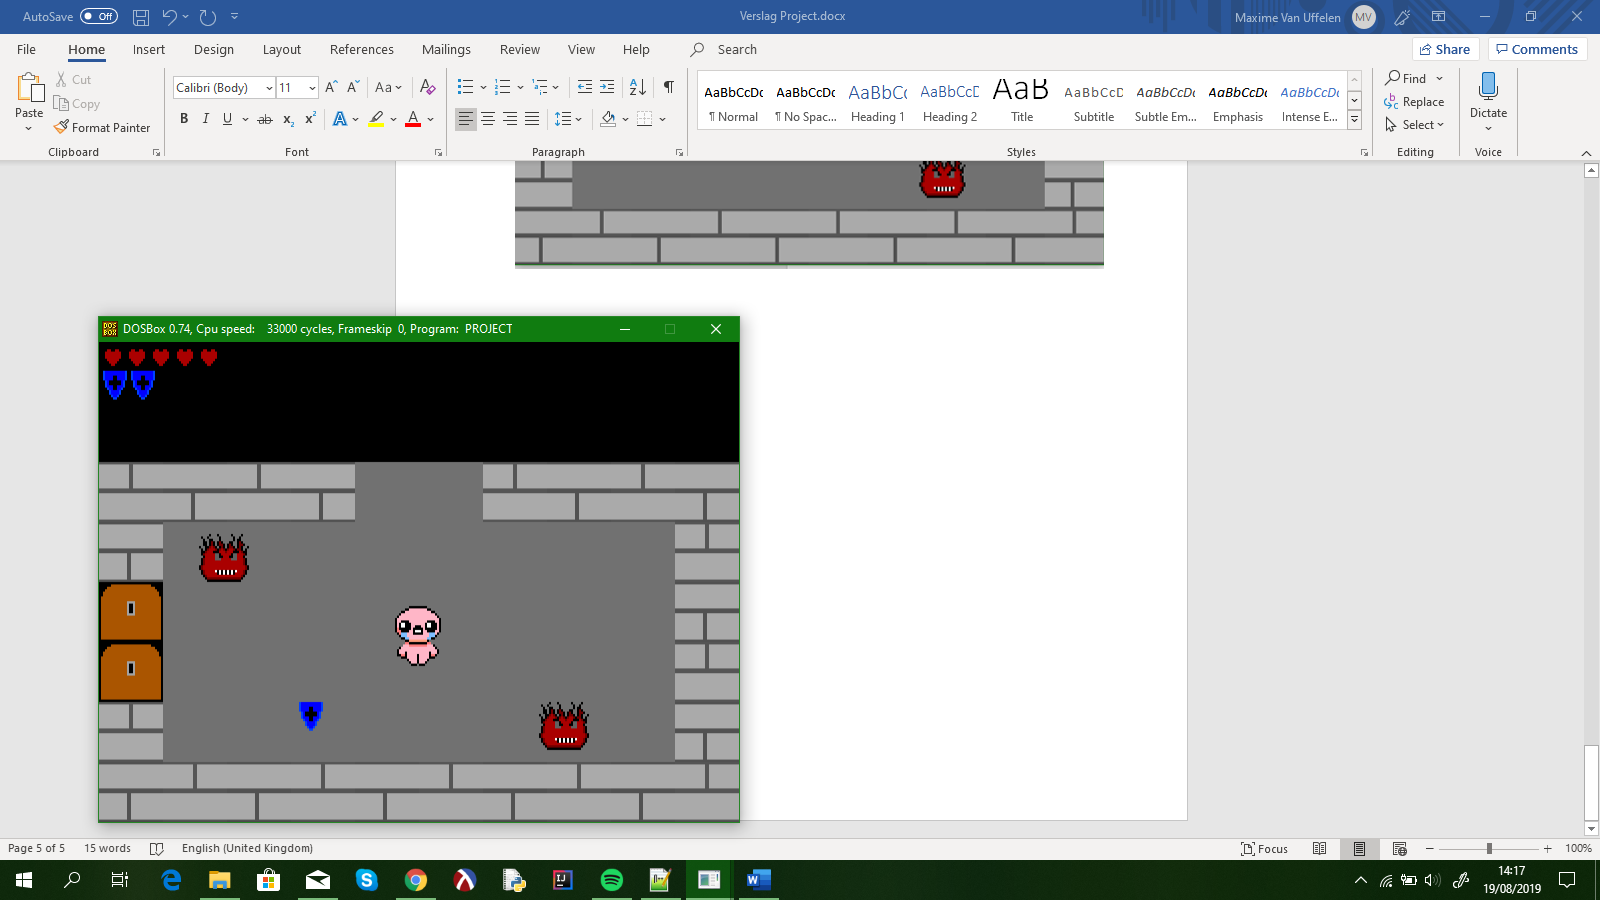 AutoSave Off
Verslag Project.docx
Maxime Van Uffelen MV
File Home Insert Design Layout References Mailings Review View Help Search
Share Comments
Paste
Cut
Copy
Format Painter
Clipboard
Calibri (Body) 11
Font
Paragraph
AaBbCcDc AaBbCcDc AaBbCc AaBbCcD AaB AaBbCcD AaBbCcDc AaBbCcDc AaBbCcDc
¶ Normal ¶ No Spac... Heading 1 Heading 2 Title Subtitle Subtle Em... Emphasis Intense E...
Styles
Find
Replace
Select
Editing
Dictate
Voice
DOSBox 0.74, Cpu speed: 33000 cycles, Frameskip 0, Program: PROJECT
Page 5 of 5 15 words English (United Kingdom)
Focus
100%
14:17
19/08/2019